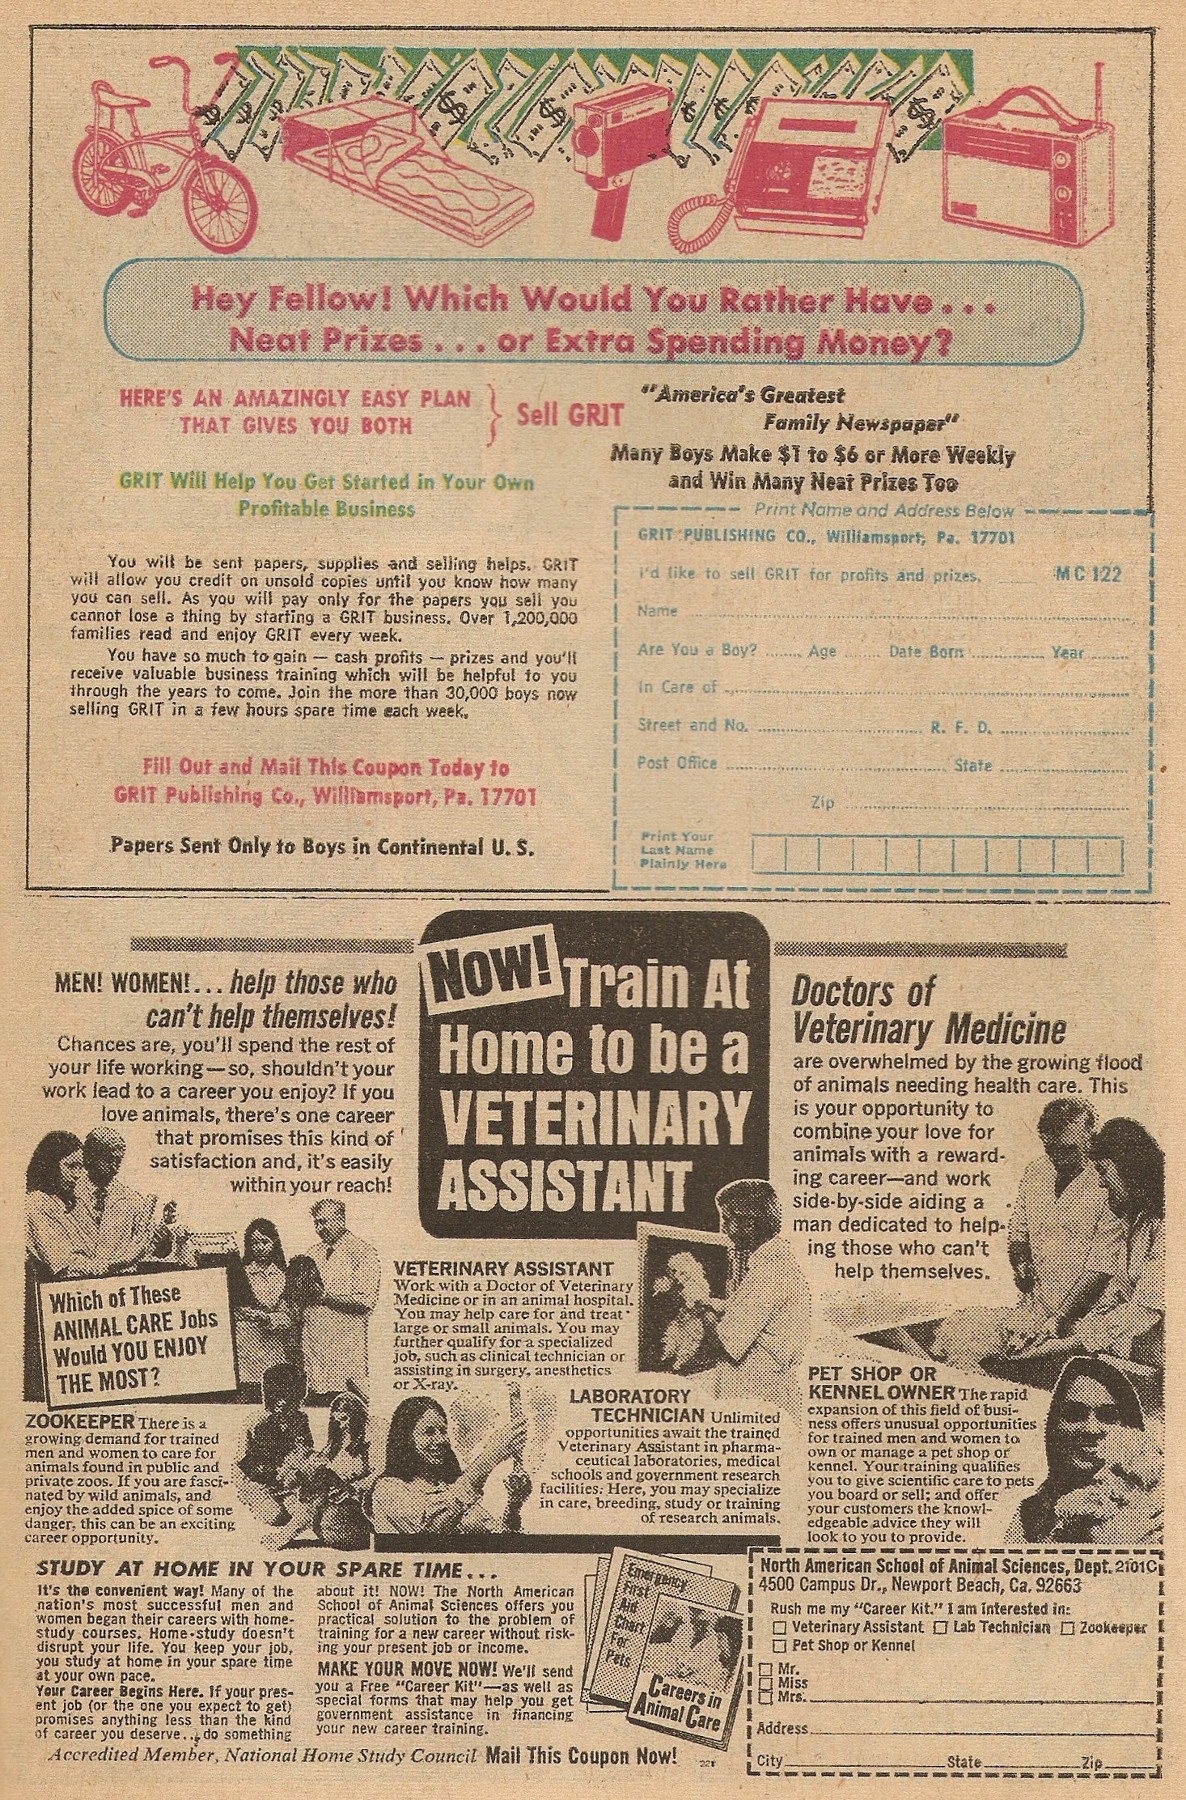 Hey Fellow! Which Would You Rather Have...
Neat Prizes... or Extra Spending Money?
HERE'S AN AMAZINGLY EASY PLAN
THAT GIVES YOU BOTH
Sell GRIT
"America's Greatest
Family Newspaper"
Many Boys Make $1 to $6 or More Weekly
and Win Many Neat Prizes Too
GRIT Will Help You Get Started in Your Own
Profitable Business
You will be sent papers, supplies and selling helps. GRIT
will allow you credit on unsold copies until you know how many
you can sell. As you will pay only for the papers you sell you
cannot lose a thing by starting a GRIT business. Over 1,200,000
families read and enjoy GRIT every week.
You have so much to gain — cash profits — prizes and you'll
receive valuable business training which will be helpful to you
through the years to come. Join the more than 30,000 boys now
selling GRIT in a few hours spare time each week.
Fill Out and Mail This Coupon Today to
GRIT Publishing Co., Williamsport, Pa. 17701
Papers Sent Only to Boys in Continental U. S.
Print Name and Address Below
GRIT PUBLISHING CO., Williamsport, Pa. 17701
I'd like to sell GRIT for profits and prizes. MC 122
Name
Are You a Boy? Age Date Born Year
In Care of
Street and No. R. F. D.
Post Office State
Zip
Print Your
Last Name
Plainly Here
NOW! Train At
Home to be a
VETERINARY
ASSISTANT
MEN! WOMEN!... help those who
can't help themselves!
Chances are, you'll spend the rest of
your life working—so, shouldn't your
work lead to a career you enjoy? If you
love animals, there's one career
that promises this kind of
satisfaction and, it's easily
within your reach!
Doctors of
Veterinary Medicine
are overwhelmed by the growing flood
of animals needing health care. This
is your opportunity to
combine your love for
animals with a reward-
ing career—and work
side-by-side aiding a
man dedicated to help-
ing those who can't
help themselves.
Which of These
ANIMAL CARE Jobs
Would YOU ENJOY
THE MOST?
VETERINARY ASSISTANT
Work with a Doctor of Veterinary
Medicine or in an animal hospital.
You may help care for and treat
large or small animals. You may
further qualify for a specialized
job, such as clinical technician or
assisting in surgery, anesthetics
or X-ray.
LABORATORY
TECHNICIAN Unlimited
opportunities await the trained
Veterinary Assistant in pharma-
ceutical laboratories, medical
schools and government research
facilities. Here, you may specialize
in care, breeding, study or training
of research animals.
PET SHOP OR
KENNEL OWNER The rapid
expansion of this field of busi-
ness offers unusual opportunities
for trained men and women to
own or manage a pet shop or
kennel. Your training qualifies
you to give scientific care to pets
you board or sell; and offer
your customers the knowl-
edgeable advice they will
look to you to provide.
ZOOKEEPER There is a
growing demand for trained
men and women to care for
animals found in public and
private zoos. If you are fasci-
nated by wild animals, and
enjoy the added spice of some
danger, this can be an exciting
career opportunity.
STUDY AT HOME IN YOUR SPARE TIME...
It's the convenient way! Many of the
nation's most successful men and
women began their careers with home-
study courses. Home-study doesn't
disrupt your life. You keep your job,
you study at home in your spare time
at your own pace.
Your Career Begins Here. If your pres-
ent job (or the one you expect to get)
promises anything less than the kind
of career you deserve... do something
about it! NOW! The North American
School of Animal Sciences offers you
practical solution to the problem of
training for a new career without risk-
ing your present job or income.
MAKE YOUR MOVE NOW! We'll send
you a Free "Career Kit"—as well as
special forms that may help you get
government assistance in financing
your new career training.
Accredited Member, National Home Study Council Mail This Coupon Now!
Emergency
First
Aid
Chart
For
Pets
Careers in
Animal Care
North American School of Animal Sciences, Dept. 2101C
4500 Campus Dr., Newport Beach, Ca. 92663
Rush me my "Career Kit." I am interested in:
Veterinary Assistant Lab Technician Zookeeper
Pet Shop or Kennel
Mr.
Miss
Mrs.
Address
City State Zip